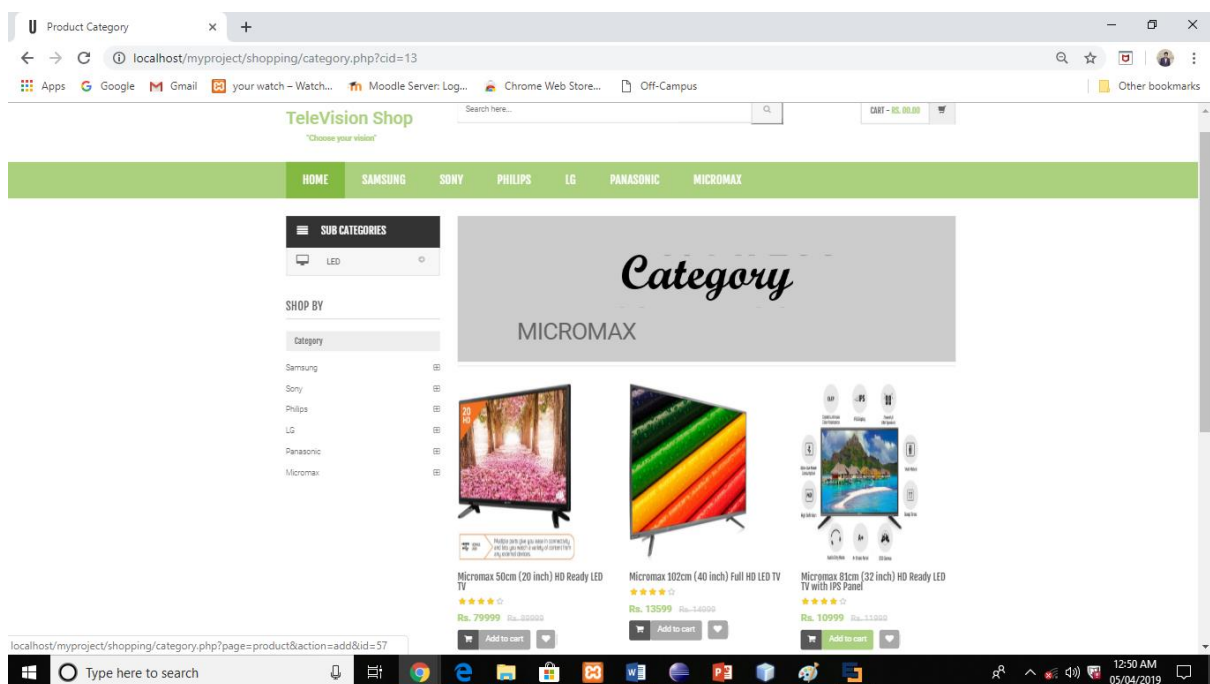 Product Category
localhost/myproject/shopping/category.php?cid=13
Apps Google Gmail your watch – Watch... Moodle Server: Log... Chrome Web Store... Off-Campus Other bookmarks
TeleVision Shop
"Choose your vision"
Search here...
CART - RS. 00.00
HOME SAMSUNG SONY PHILIPS LG PANASONIC MICROMAX
SUB CATEGORIES
LED
SHOP BY
Category
Samsung
Sony
Philips
LG
Panasonic
Micromax
Category
MICROMAX
20
HD
Micromax 50cm (20 inch) HD Ready LED
TV
Rs. 79999
Add to cart
Micromax 102cm (40 inch) Full HD LED TV
Rs. 13599 Rs. 14999
Add to cart
Micromax 81cm (32 inch) HD Ready LED
TV with IPS Panel
Rs. 10999 Rs. 11999
Add to cart
localhost/myproject/shopping/category.php?page=product&action=add&id=57
Type here to search
12:50 AM
05/04/2019